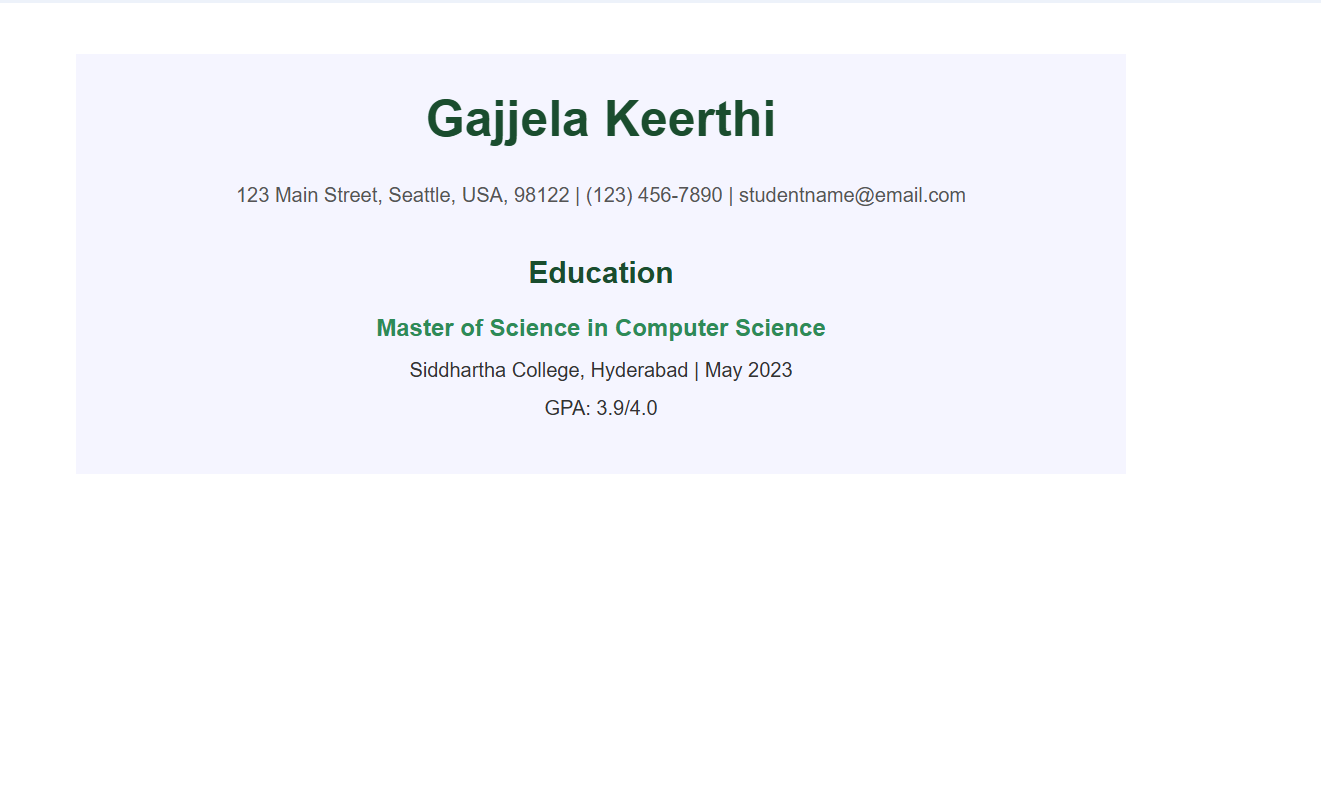 Gajjela Keerthi
123 Main Street, Seattle, USA, 98122 | (123) 456-7890 | studentname@email.com
Education
Master of Science in Computer Science
Siddhartha College, Hyderabad | May 2023
GPA: 3.9/4.0